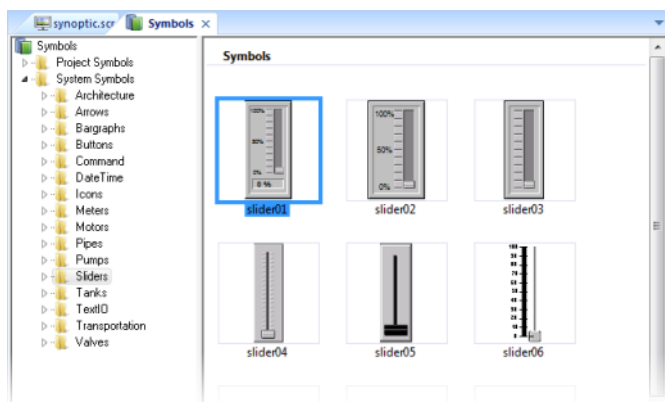 synoptic.scr Symbols
Symbols
Project Symbols
System Symbols
Architecture
Arrows
Bargraphs
Buttons
Command
DateTime
Icons
Meters
Motors
Pipes
Pumps
Sliders
Tanks
TextIO
Transportation
Valves
Symbols
100%
50%
0%
0 %
slider01
100%
50%
0%
slider02
slider03
slider04
slider05
slider06